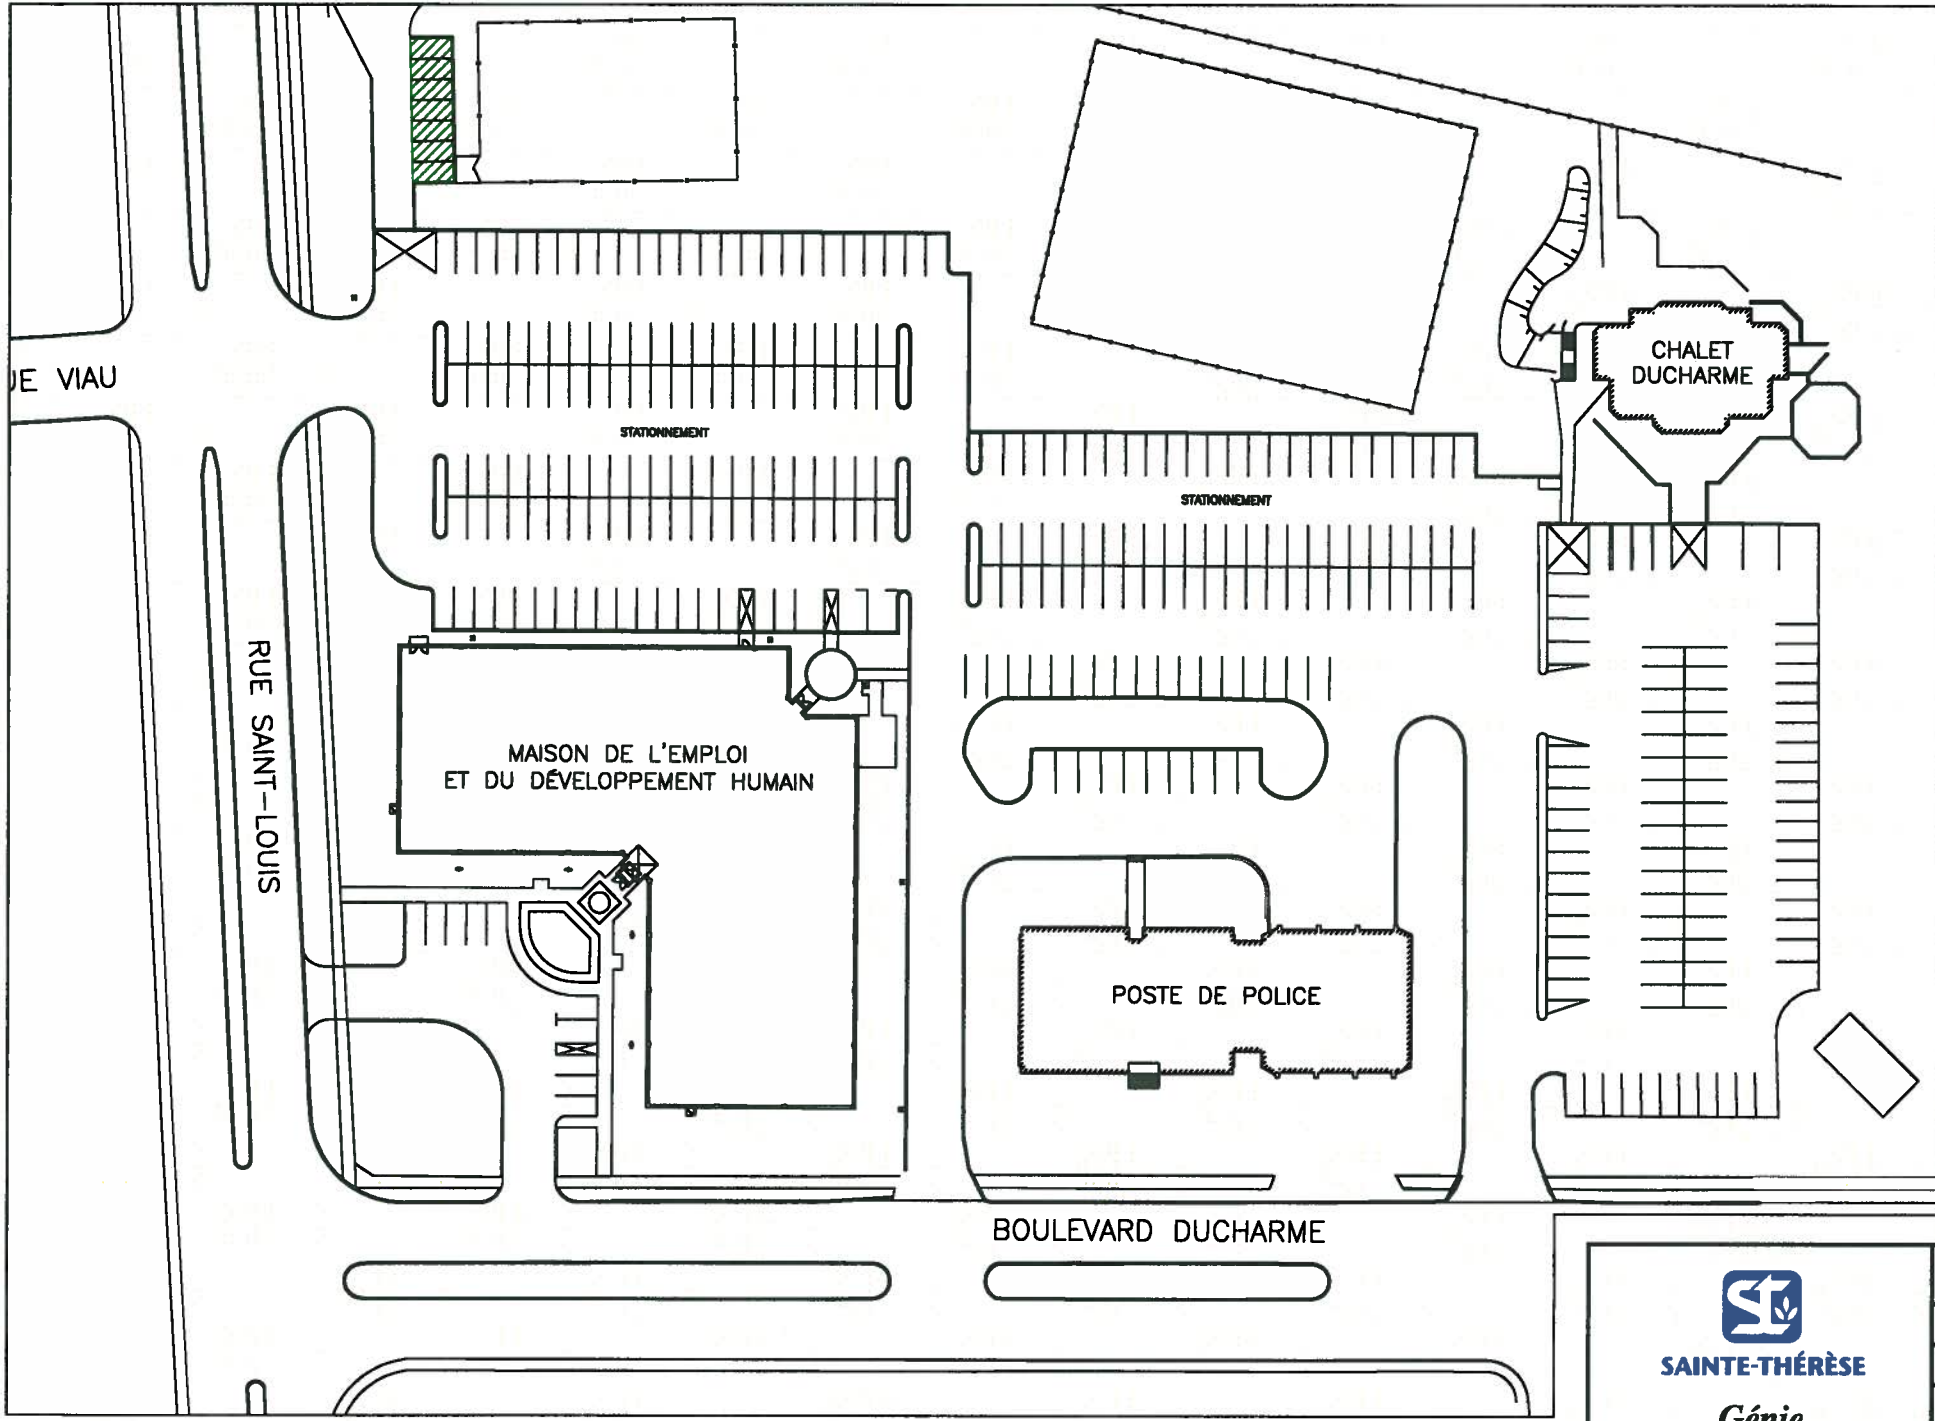 JE VIAU
STATIONNEMENT
CHALET
DUCHARME
STATIONNEMENT
RUE SAINT-LOUIS
MAISON DE L'EMPLOI
ET DU DÉVELOPPEMENT HUMAIN
POSTE DE POLICE
BOULEVARD DUCHARME
SAINTE-THÉRÈSE
Génie